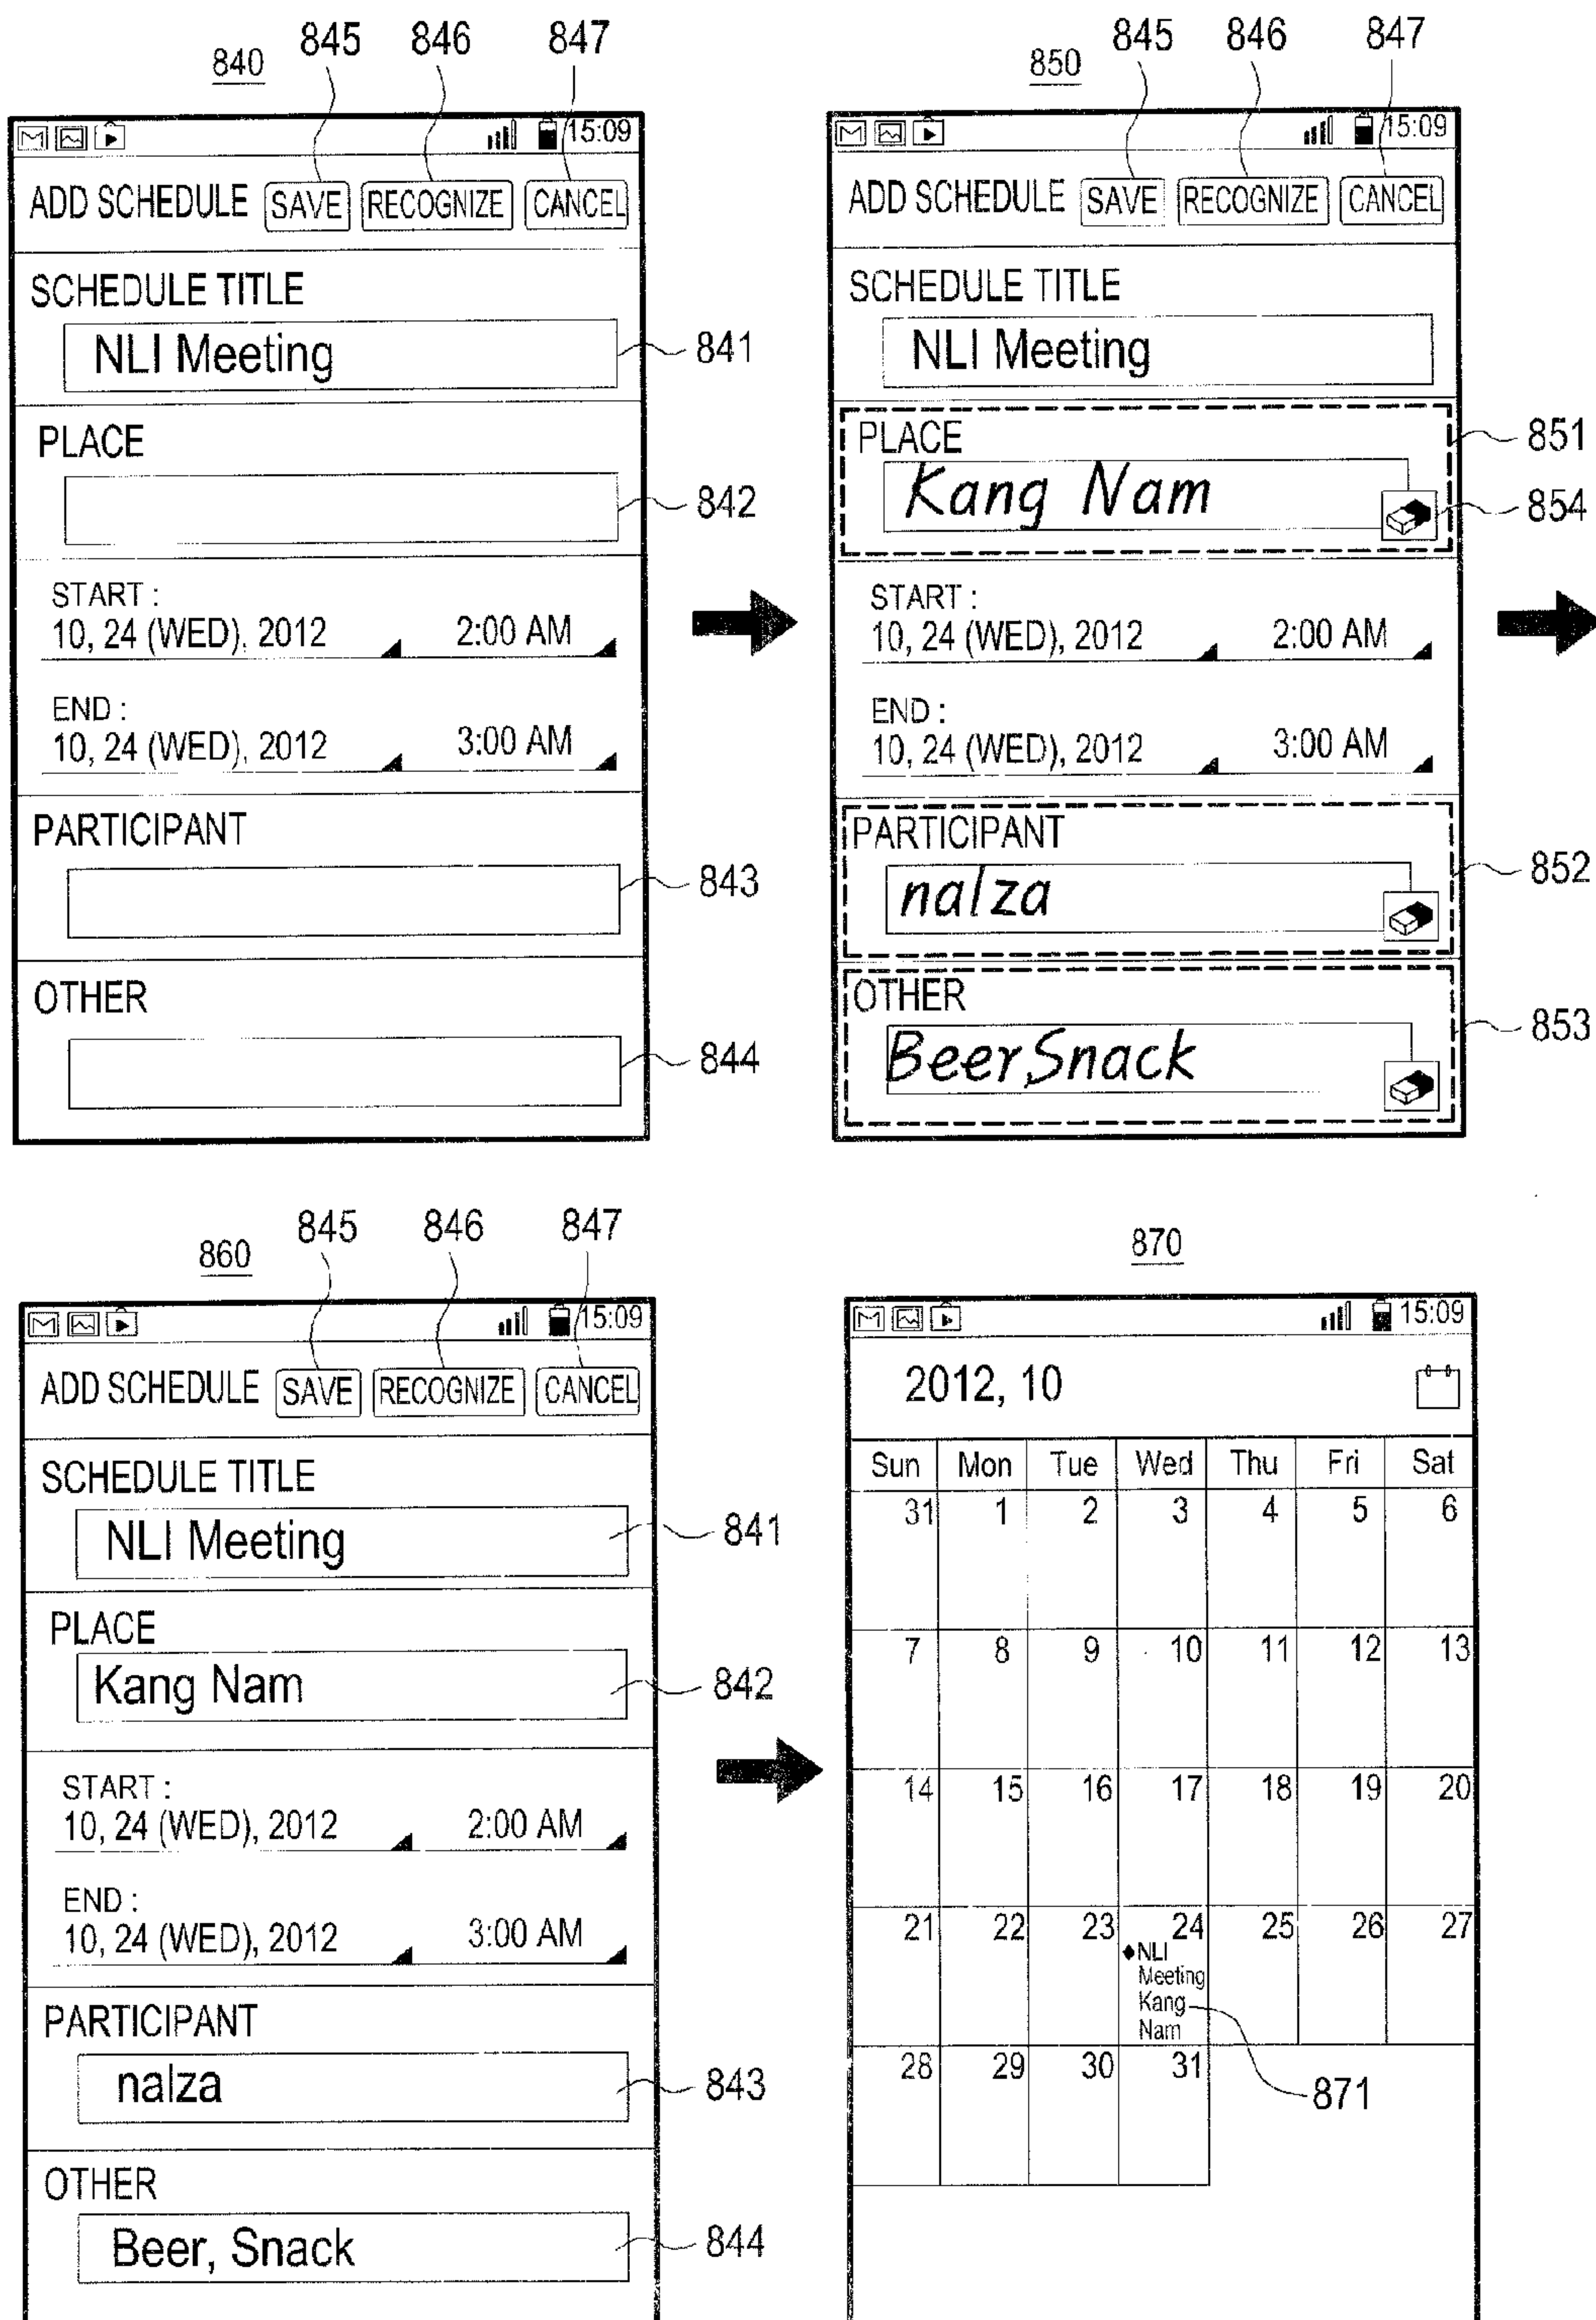 840 845 846 847
15:09
ADD SCHEDULE SAVE RECOGNIZE CANCEL
SCHEDULE TITLE
NLI Meeting 841
PLACE
842
START :
10, 24 (WED), 2012 2:00 AM
END :
10, 24 (WED), 2012 3:00 AM
PARTICIPANT
843
OTHER
844
850 845 846 847
15:09
ADD SCHEDULE SAVE RECOGNIZE CANCEL
SCHEDULE TITLE
NLI Meeting
PLACE 851
Kang Nam 854
START :
10, 24 (WED), 2012 2:00 AM
END :
10, 24 (WED), 2012 3:00 AM
PARTICIPANT
nalza 852
OTHER
Beer,Snack 853
860 845 846 847
15:09
ADD SCHEDULE SAVE RECOGNIZE CANCEL
SCHEDULE TITLE
NLI Meeting 841
PLACE
Kang Nam 842
START :
10, 24 (WED), 2012 2:00 AM
END :
10, 24 (WED), 2012 3:00 AM
PARTICIPANT
nalza 843
OTHER
Beer, Snack 844
870
15:09
2012, 10
Sun Mon Tue Wed Thu Fri Sat
31 1 2 3 4 5 6
7 8 9 10 11 12 13
14 15 16 17 18 19 20
21 22 23 24 25 26 27
◆NLI
Meeting
Kang
Nam
28 29 30 31
871